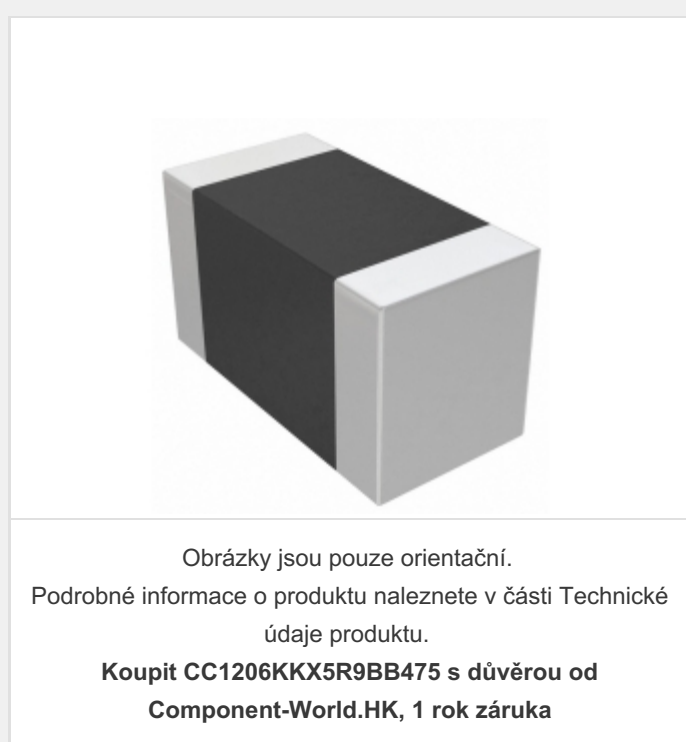 Obrázky jsou pouze orientační.
Podrobné informace o produktu naleznete v části Technické
údaje produktu.
Koupit CC1206KKX5R9BB475 s důvěrou od
Component-World.HK, 1 rok záruka